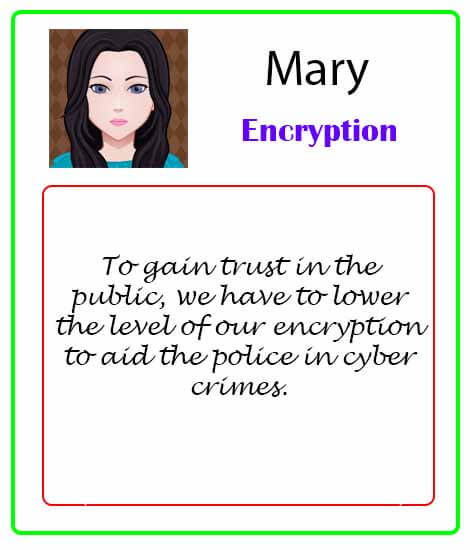 Mary
Encryption
To gain trust in the
public, we have to lower
the level of our encryption
to aid the police in cyber
crimes.